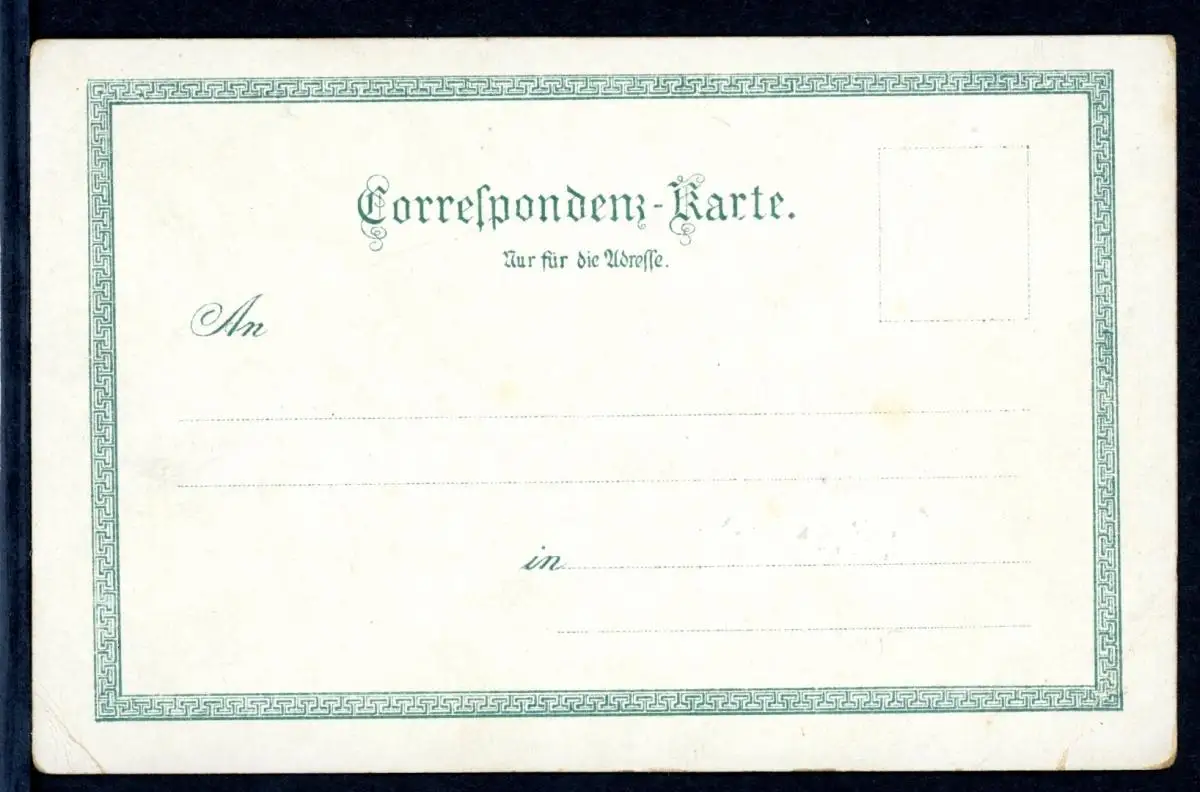 Correſpondenz-Karte.
Nur für die Adreſſe.
An
in